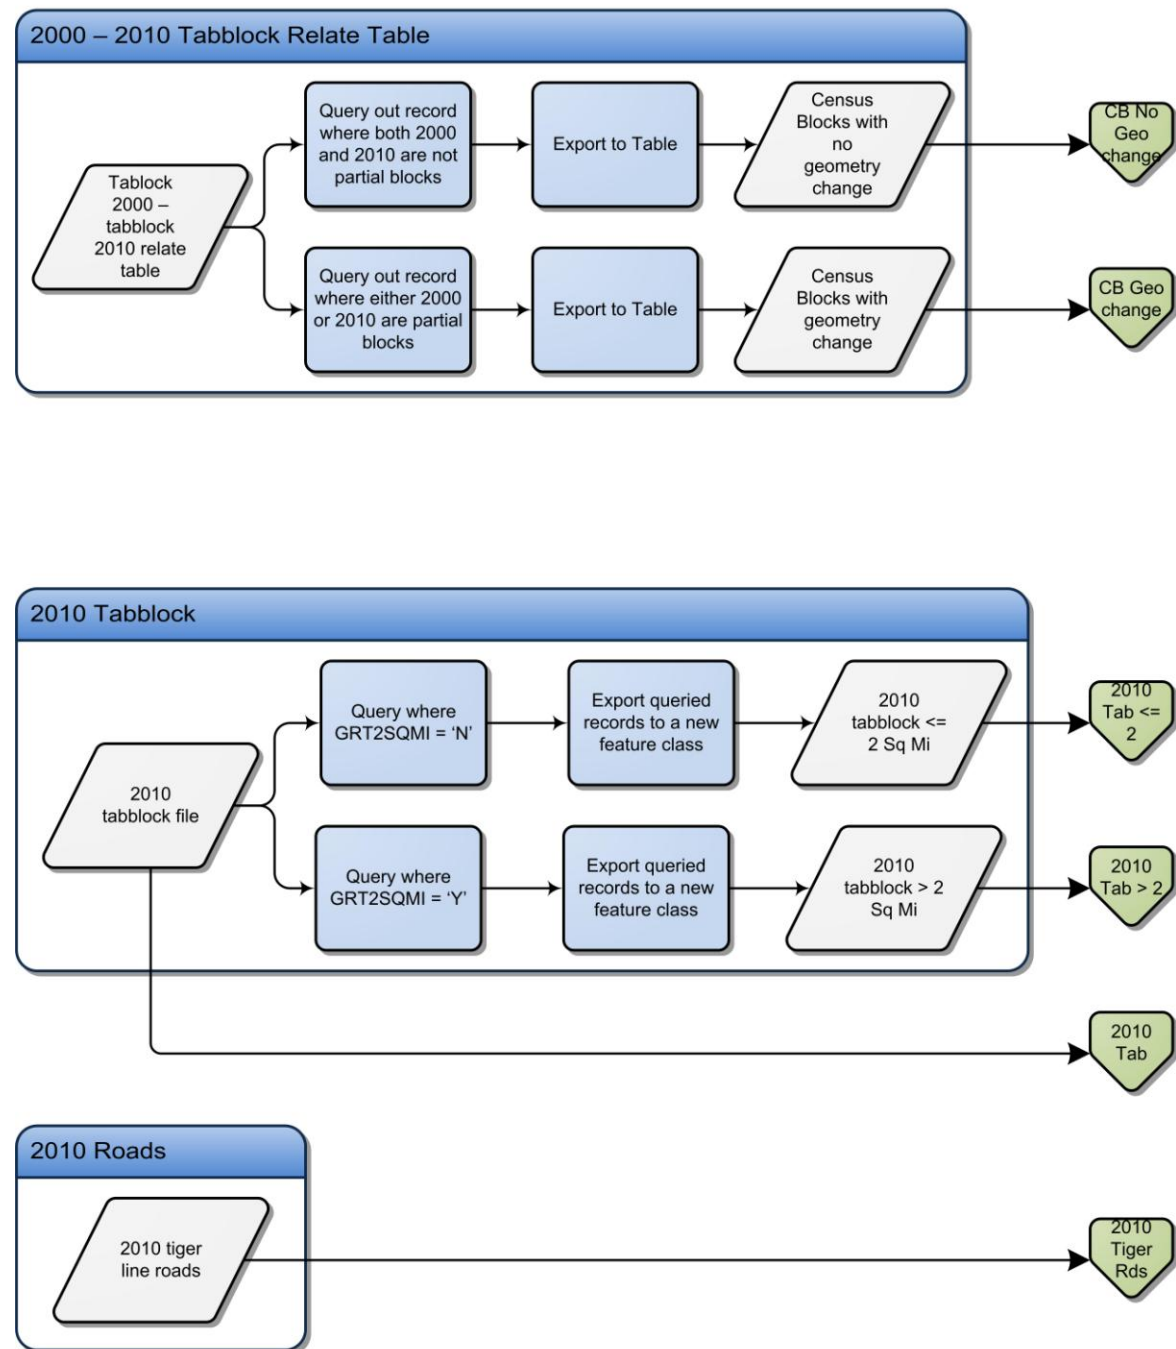 2000 – 2010 Tabblock Relate Table
Tablock
2000 –
tabblock
2010 relate
table
Query out record
where both 2000
and 2010 are not
partial blocks
Export to Table
Census
Blocks with
no
geometry
change
CB No
Geo
change
Query out record
where either 2000
or 2010 are partial
blocks
Export to Table
Census
Blocks with
geometry
change
CB Geo
change
2010 Tabblock
2010
tabblock file
Query where
GRT2SQMI = ‘N’
Export queried
records to a new
feature class
2010
tabblock <=
2 Sq Mi
2010
Tab <=
2
Query where
GRT2SQMI = ‘Y’
Export queried
records to a new
feature class
2010
tabblock > 2
Sq Mi
2010
Tab > 2
2010
Tab
2010 Roads
2010 tiger
line roads
2010
Tiger
Rds